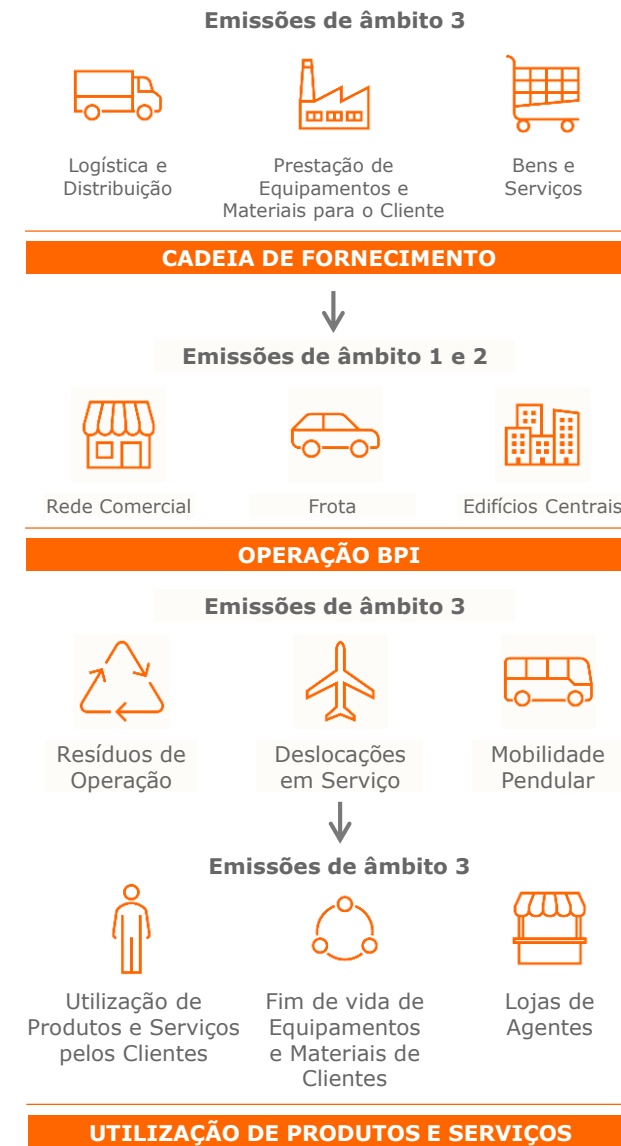 Emissões de âmbito 3
Logística e
Distribuição
Prestação de
Equipamentos e
Materiais para o Cliente
Bens e
Serviços
CADEIA DE FORNECIMENTO
Emissões de âmbito 1 e 2
Rede Comercial
Frota
Edifícios Centrais
OPERAÇÃO BPI
Emissões de âmbito 3
Resíduos de
Operação
Deslocações
em Serviço
Mobilidade
Pendular
Emissões de âmbito 3
Utilização de
Produtos e Serviços
pelos Clientes
Fim de vida de
Equipamentos
e Materiais de
Clientes
Lojas de
Agentes
UTILIZAÇÃO DE PRODUTOS E SERVIÇOS